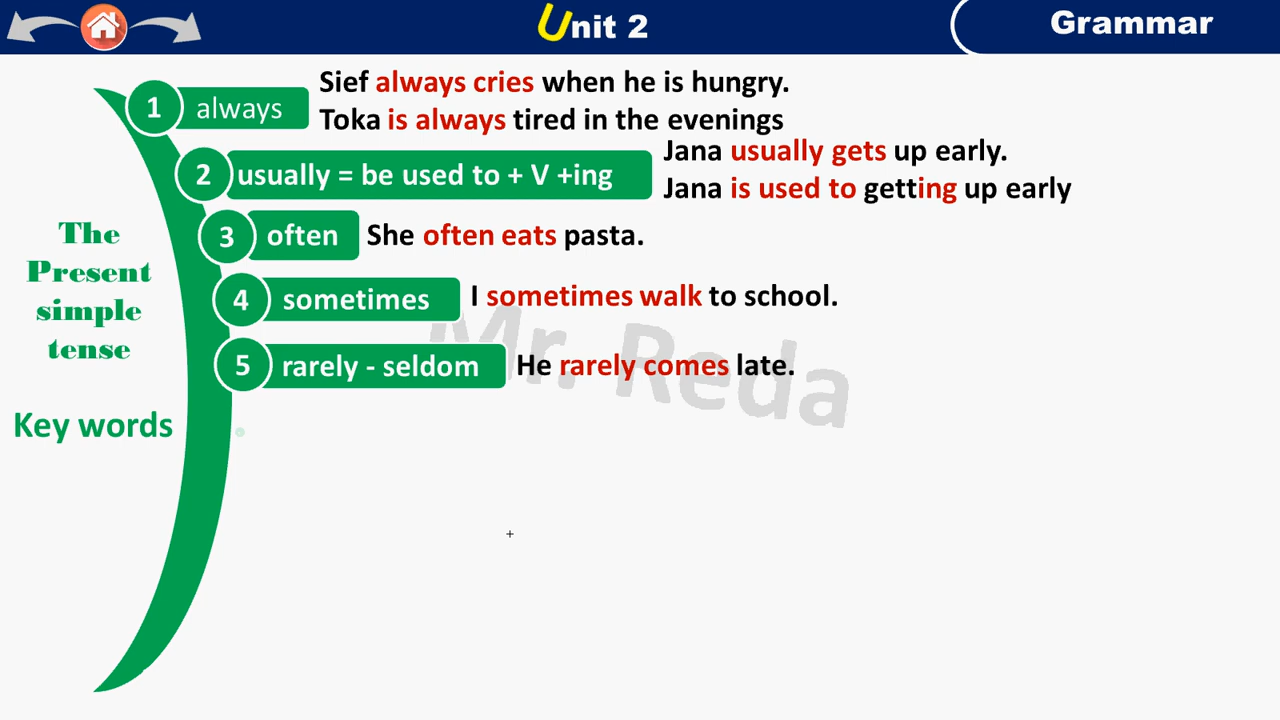 Unit 2
Grammar
1 always
Sief always cries when he is hungry.
Toka is always tired in the evenings
2 usually = be used to + V +ing
Jana usually gets up early.
Jana is used to getting up early
3 often
She often eats pasta.
4 sometimes
I sometimes walk to school.
5 rarely - seldom
He rarely comes late.
The
Present
simple
tense
Key words
Mr. Reda